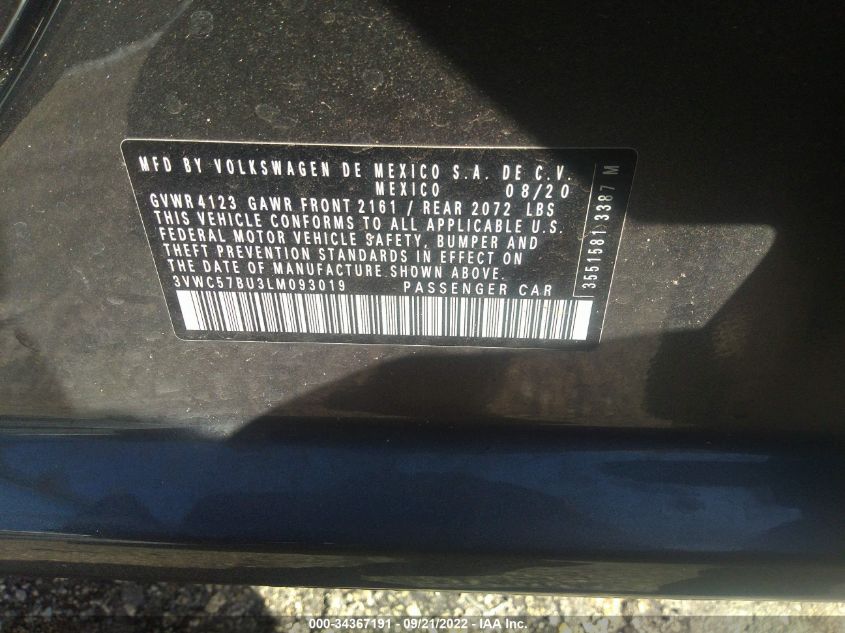 MFD BY VOLKSWAGEN DE MEXICO S.A. DE C.V.
MEXICO 08/20
GVWR 4123 GAWR FRONT 2161 / REAR 2072 LBS
THIS VEHICLE CONFORMS TO ALL APPLICABLE U.S.
FEDERAL MOTOR VEHICLE SAFETY, BUMPER AND
THEFT PREVENTION STANDARDS IN EFFECT ON
THE DATE OF MANUFACTURE SHOWN ABOVE.
3VWC57BU3LM093019 PASSENGER CAR
3551581 3387 M
000-34367191 - 09/21/2022 - IAA Inc.